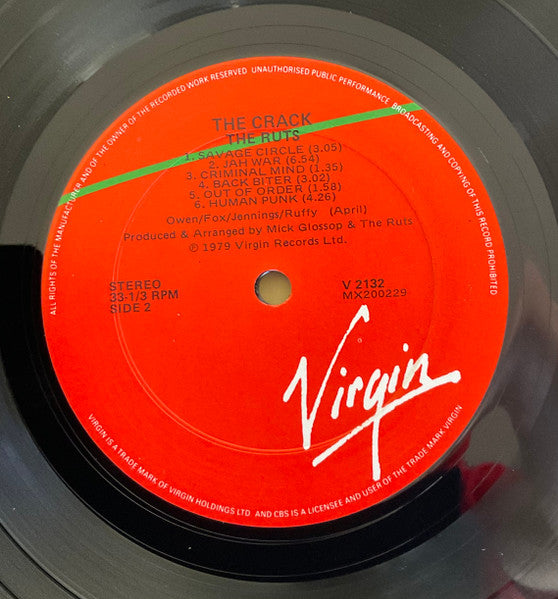 ALL RIGHTS OF THE MANUFACTURER AND OF THE OWNER OF THE RECORDED WORK RESERVED UNAUTHORISED PUBLIC PERFORMANCE BROADCASTING AND COPYING OF THIS RECORD PROHIBITED
THE CRACK
THE RUTS
1. SAVAGE CIRCLE (3.05)
2. JAH WAR (6.54)
3. CRIMINAL MIND (1.35)
4. BACK BITER (3.02)
5. OUT OF ORDER (1.58)
6. HUMAN PUNK (4.26)
Owen/Fox/Jennings/Ruffy (April)
Produced & Arranged by Mick Glossop & The Ruts
℗ 1979 Virgin Records Ltd.
STEREO
33-1/3 RPM
SIDE 2
V 2132
MX200229
Virgin
VIRGIN IS A TRADE MARK OF VIRGIN HOLDINGS LTD AND CBS IS A LICENSEE AND USER OF THE TRADE MARK VIRGIN